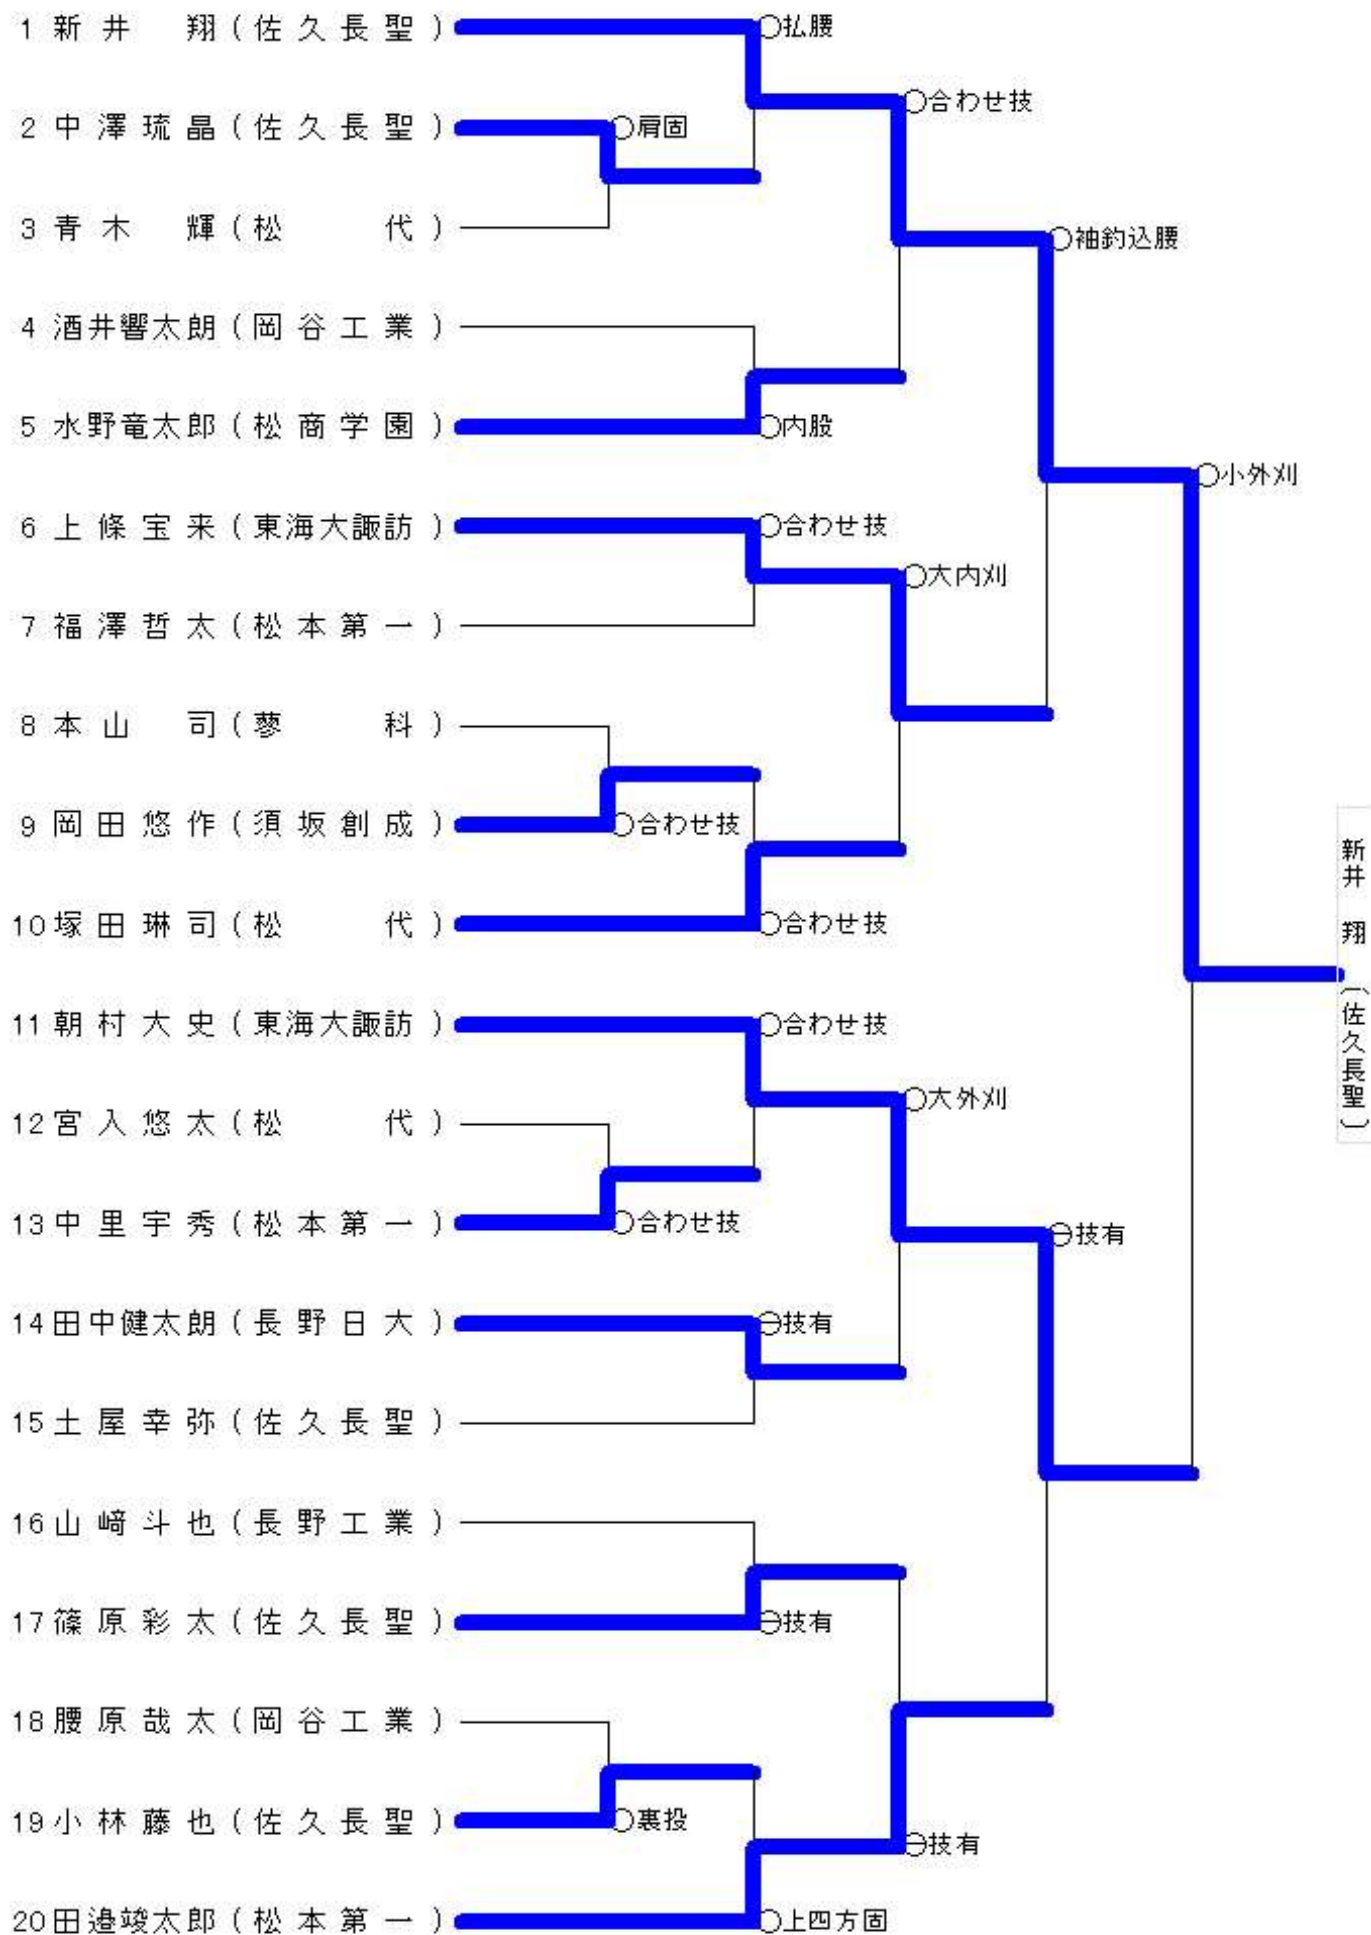 1 新井 翔(佐久長聖)
○払腰
○合わせ技
2 中澤琉晶(佐久長聖)
○肩固
3 青木 輝(松 代)
○袖釣込腰
4 酒井響太朗(岡谷工業)
5 水野竜太郎(松商学園)
○内股
○小外刈
6 上條宝来(東海大諏訪)
○合わせ技
○大内刈
7 福澤哲太(松本第一)
8 本山 司(蓼 科)
9 岡田悠作(須坂創成)
○合わせ技
10 塚田琳司(松 代)
○合わせ技
新井 翔(佐久長聖)
11 朝村大史(東海大諏訪)
○合わせ技
○大外刈
12 宮入悠太(松 代)
13 中里宇秀(松本第一)
○合わせ技
⊖技有
14 田中健太朗(長野日大)
⊖技有
15 土屋幸弥(佐久長聖)
16 山﨑斗也(長野工業)
17 篠原彩太(佐久長聖)
⊖技有
18 腰原哉太(岡谷工業)
19 小林藤也(佐久長聖)
○裏投
⊖技有
20 田邉竣太郎(松本第一)
○上四方固